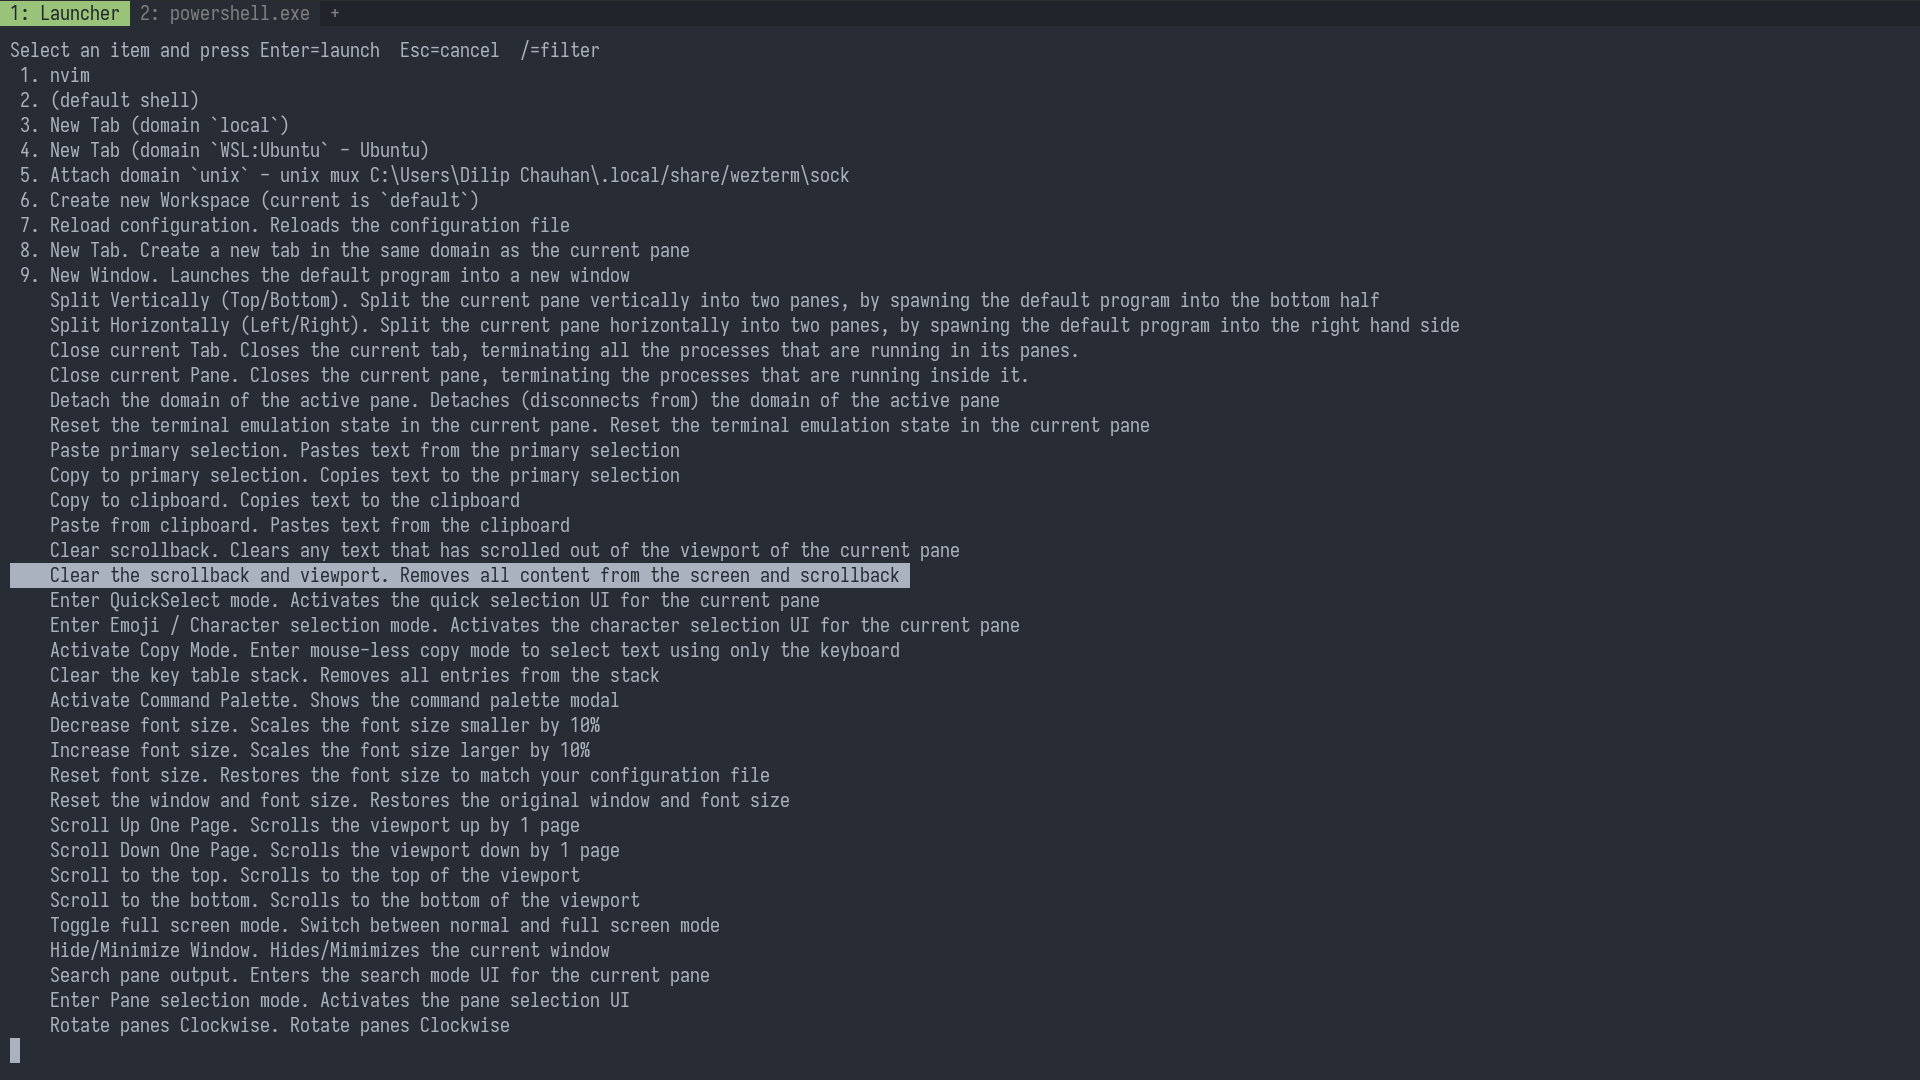 1: Launcher 2: powershell.exe +
Select an item and press Enter=launch  Esc=cancel  /=filter
1. nvim
2. (default shell)
3. New Tab (domain `local`)
4. New Tab (domain `WSL:Ubuntu` - Ubuntu)
5. Attach domain `unix` - unix mux C:\Users\Dilip Chauhan\.local/share/wezterm\sock
6. Create new Workspace (current is `default`)
7. Reload configuration. Reloads the configuration file
8. New Tab. Create a new tab in the same domain as the current pane
9. New Window. Launches the default program into a new window
Split Vertically (Top/Bottom). Split the current pane vertically into two panes, by spawning the default program into the bottom half
Split Horizontally (Left/Right). Split the current pane horizontally into two panes, by spawning the default program into the right hand side
Close current Tab. Closes the current tab, terminating all the processes that are running in its panes.
Close current Pane. Closes the current pane, terminating the processes that are running inside it.
Detach the domain of the active pane. Detaches (disconnects from) the domain of the active pane
Reset the terminal emulation state in the current pane. Reset the terminal emulation state in the current pane
Paste primary selection. Pastes text from the primary selection
Copy to primary selection. Copies text to the primary selection
Copy to clipboard. Copies text to the clipboard
Paste from clipboard. Pastes text from the clipboard
Clear scrollback. Clears any text that has scrolled out of the viewport of the current pane
Clear the scrollback and viewport. Removes all content from the screen and scrollback
Enter QuickSelect mode. Activates the quick selection UI for the current pane
Enter Emoji / Character selection mode. Activates the character selection UI for the current pane
Activate Copy Mode. Enter mouse-less copy mode to select text using only the keyboard
Clear the key table stack. Removes all entries from the stack
Activate Command Palette. Shows the command palette modal
Decrease font size. Scales the font size smaller by 10%
Increase font size. Scales the font size larger by 10%
Reset font size. Restores the font size to match your configuration file
Reset the window and font size. Restores the original window and font size
Scroll Up One Page. Scrolls the viewport up by 1 page
Scroll Down One Page. Scrolls the viewport down by 1 page
Scroll to the top. Scrolls to the top of the viewport
Scroll to the bottom. Scrolls to the bottom of the viewport
Toggle full screen mode. Switch between normal and full screen mode
Hide/Minimize Window. Hides/Mimimizes the current window
Search pane output. Enters the search mode UI for the current pane
Enter Pane selection mode. Activates the pane selection UI
Rotate panes Clockwise. Rotate panes Clockwise